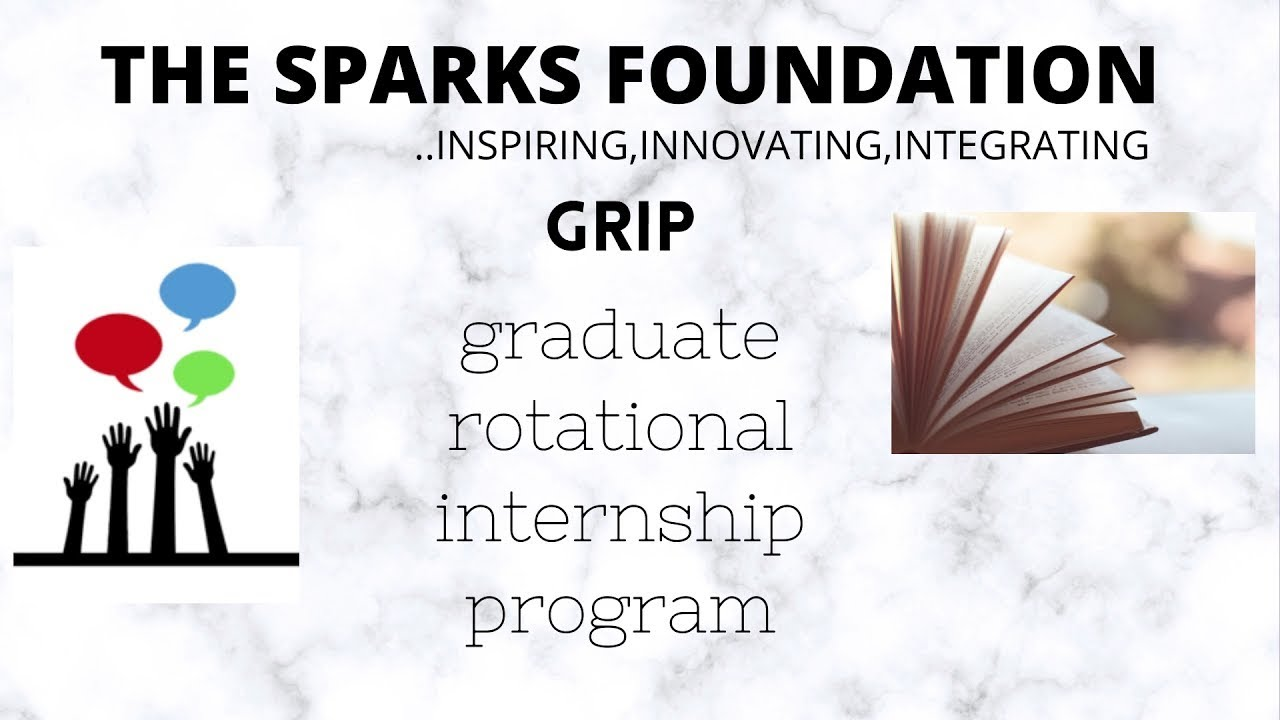 THE SPARKS FOUNDATION
..INSPIRING,INNOVATING,INTEGRATING
GRIP
graduate
rotational
internship
program